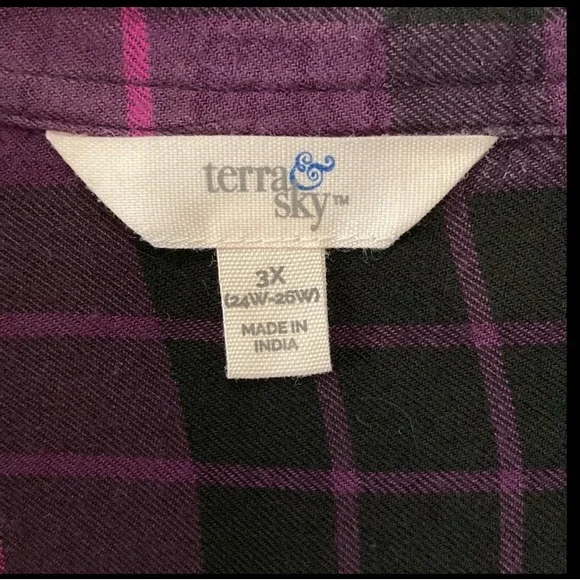 terra &
sky™
3X
(24W-26W)
MADE IN
INDIA